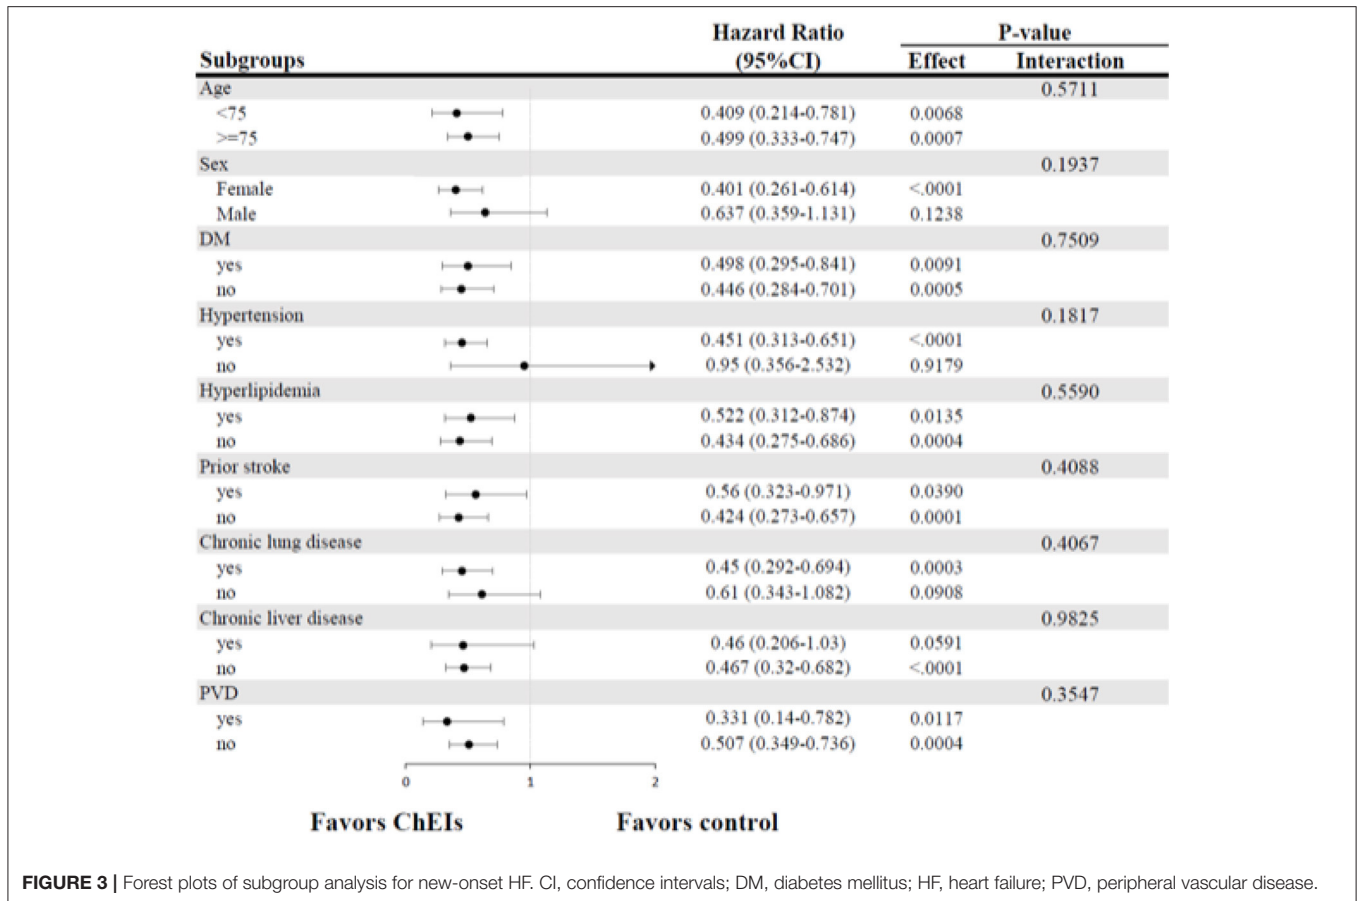 Hazard Ratio P-value
Subgroups (95%CI) Effect Interaction
Age 0.5711
<75 0.409 (0.214-0.781) 0.0068
>=75 0.499 (0.333-0.747) 0.0007
Sex 0.1937
Female 0.401 (0.261-0.614) <.0001
Male 0.637 (0.359-1.131) 0.1238
DM 0.7509
yes 0.498 (0.295-0.841) 0.0091
no 0.446 (0.284-0.701) 0.0005
Hypertension 0.1817
yes 0.451 (0.313-0.651) <.0001
no 0.95 (0.356-2.532) 0.9179
Hyperlipidemia 0.5590
yes 0.522 (0.312-0.874) 0.0135
no 0.434 (0.275-0.686) 0.0004
Prior stroke 0.4088
yes 0.56 (0.323-0.971) 0.0390
no 0.424 (0.273-0.657) 0.0001
Chronic lung disease 0.4067
yes 0.45 (0.292-0.694) 0.0003
no 0.61 (0.343-1.082) 0.0908
Chronic liver disease 0.9825
yes 0.46 (0.206-1.03) 0.0591
no 0.467 (0.32-0.682) <.0001
PVD 0.3547
yes 0.331 (0.14-0.782) 0.0117
no 0.507 (0.349-0.736) 0.0004
0 1 2
Favors ChEIs Favors control
FIGURE 3 | Forest plots of subgroup analysis for new-onset HF. CI, confidence intervals; DM, diabetes mellitus; HF, heart failure; PVD, peripheral vascular disease.